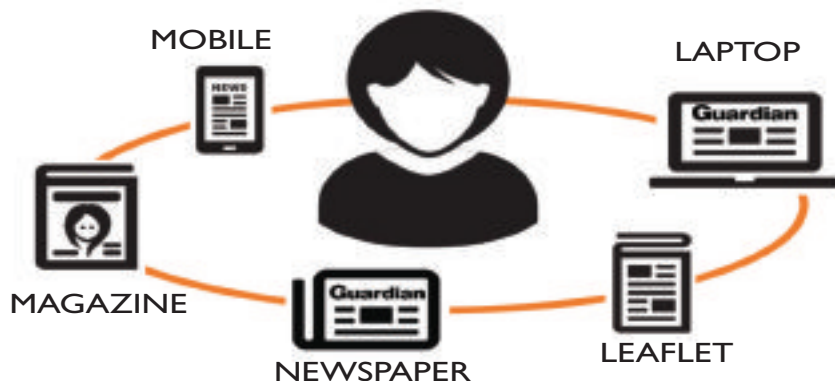 MOBILE
LAPTOP
NEWS
Guardian
MAGAZINE
Guardian
NEWSPAPER
LEAFLET